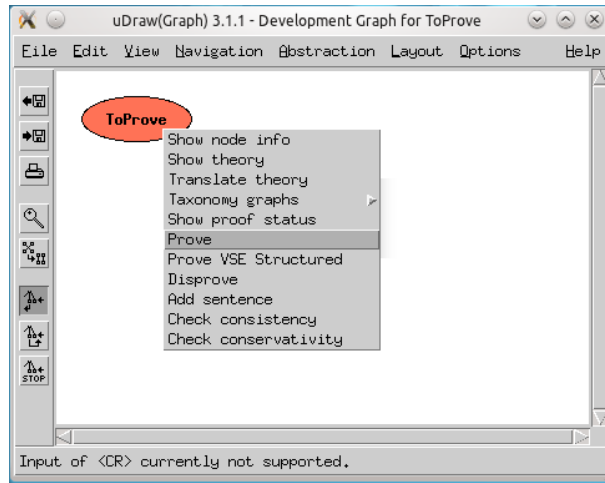 uDraw(Graph) 3.1.1 - Development Graph for ToProve
File Edit View Navigation Abstraction Layout Options Help
ToProve
Show node info
Show theory
Translate theory
Taxonomy graphs
Show proof status
Prove
Prove VSE Structured
Disprove
Add sentence
Check consistency
Check conservativity
STOP
Input of <CR> currently not supported.